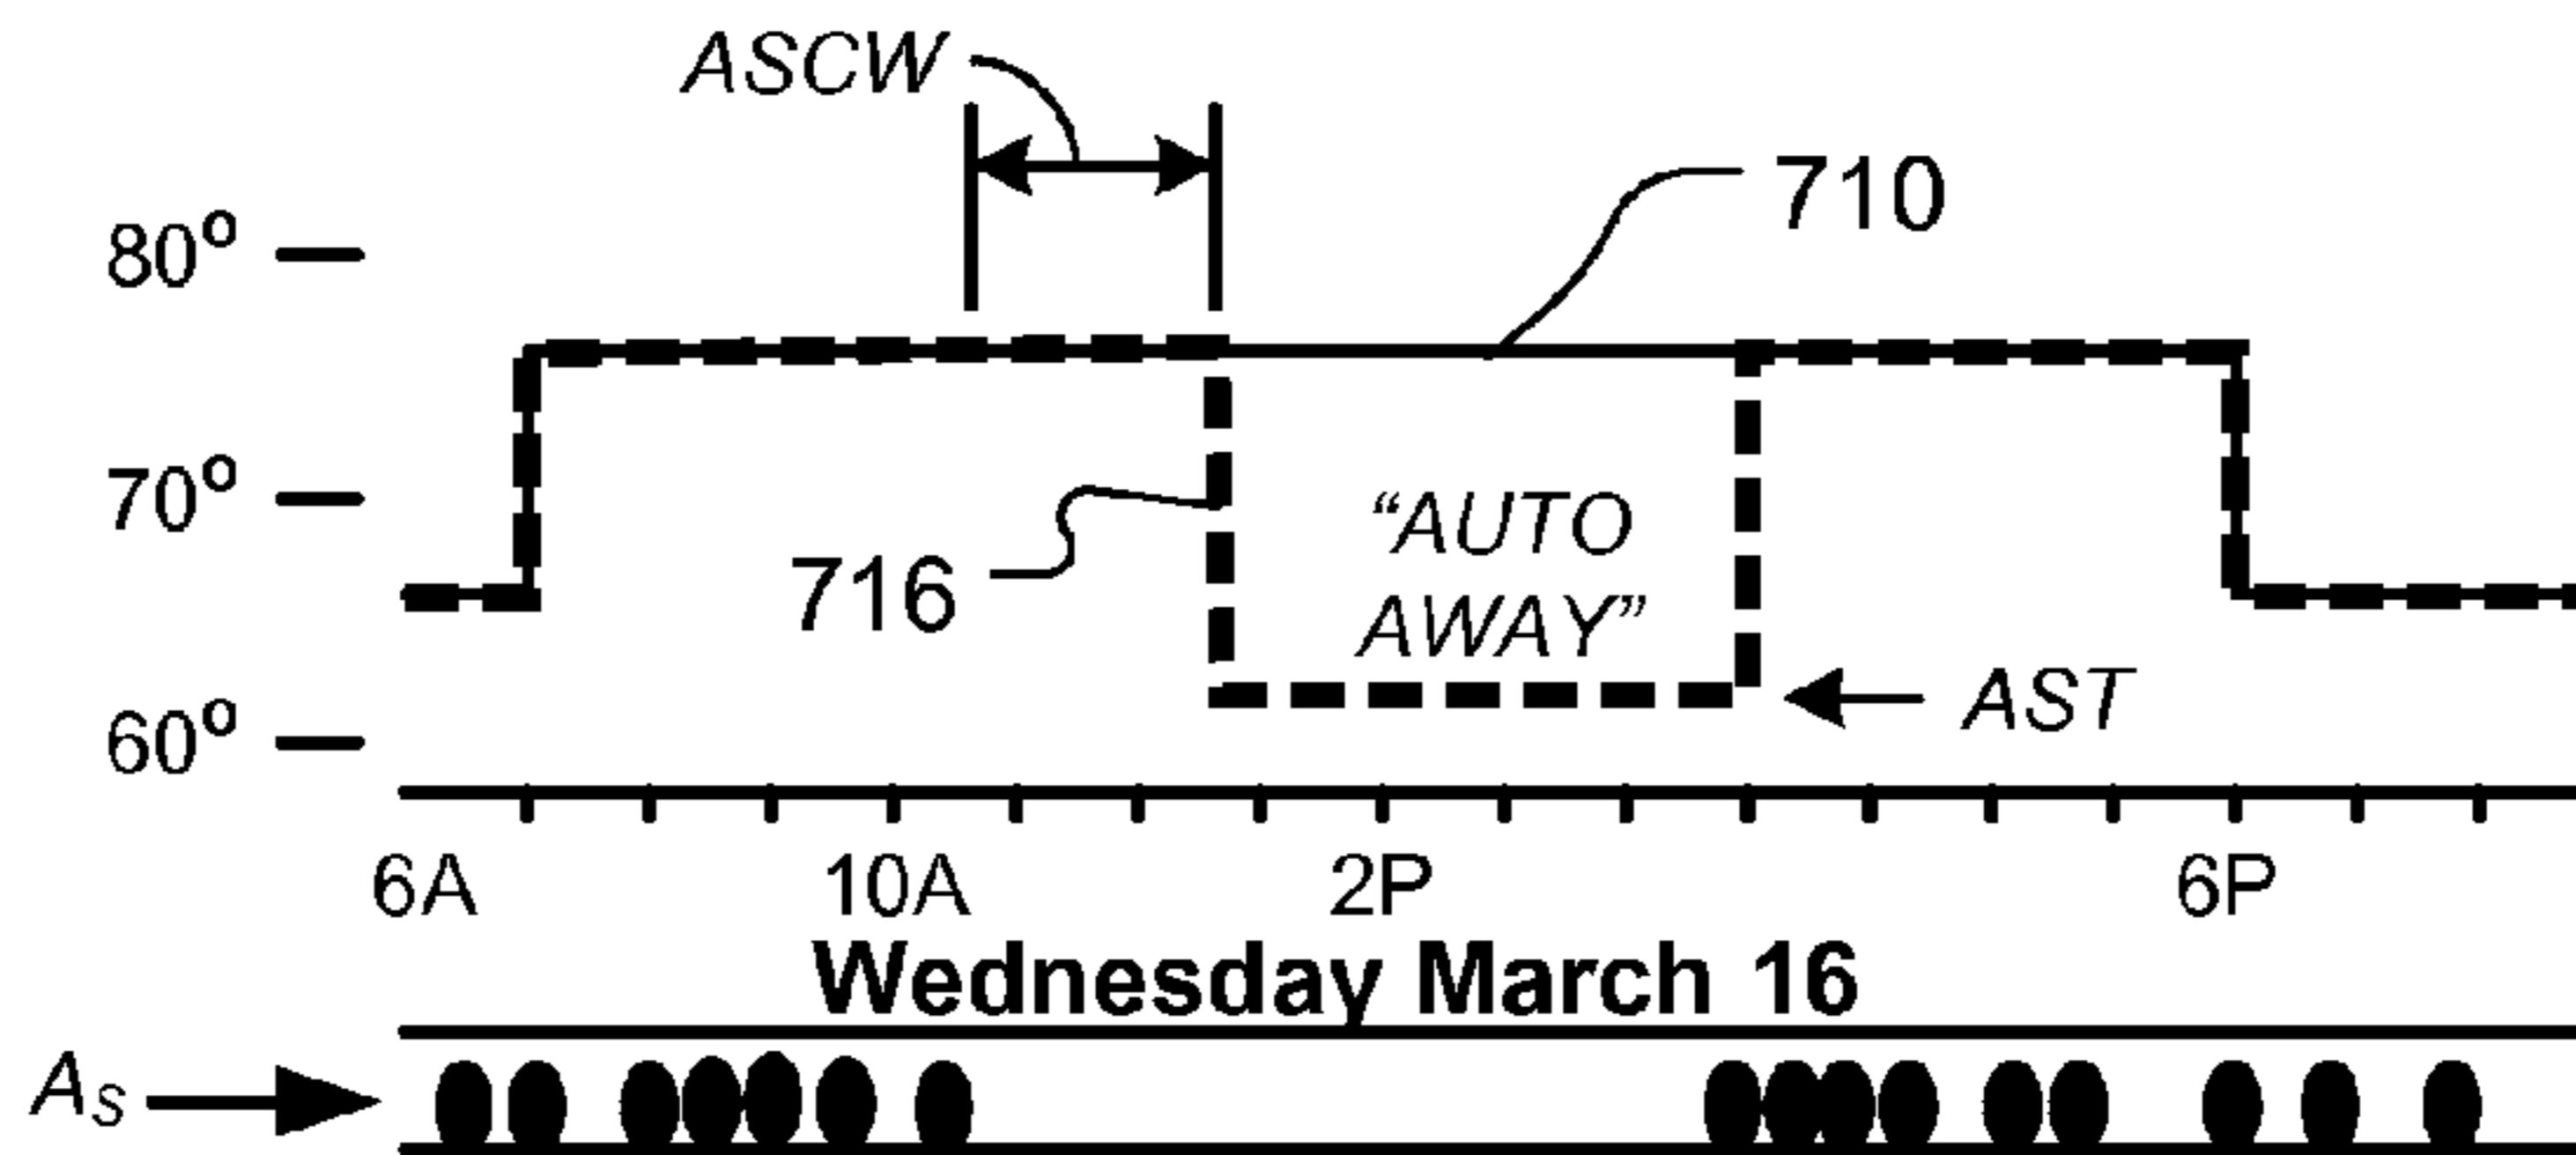 ASCW
710
80°
70°
"AUTO
AWAY"
716
AST
60°
6A 10A 2P 6P
Wednesday March 16
As